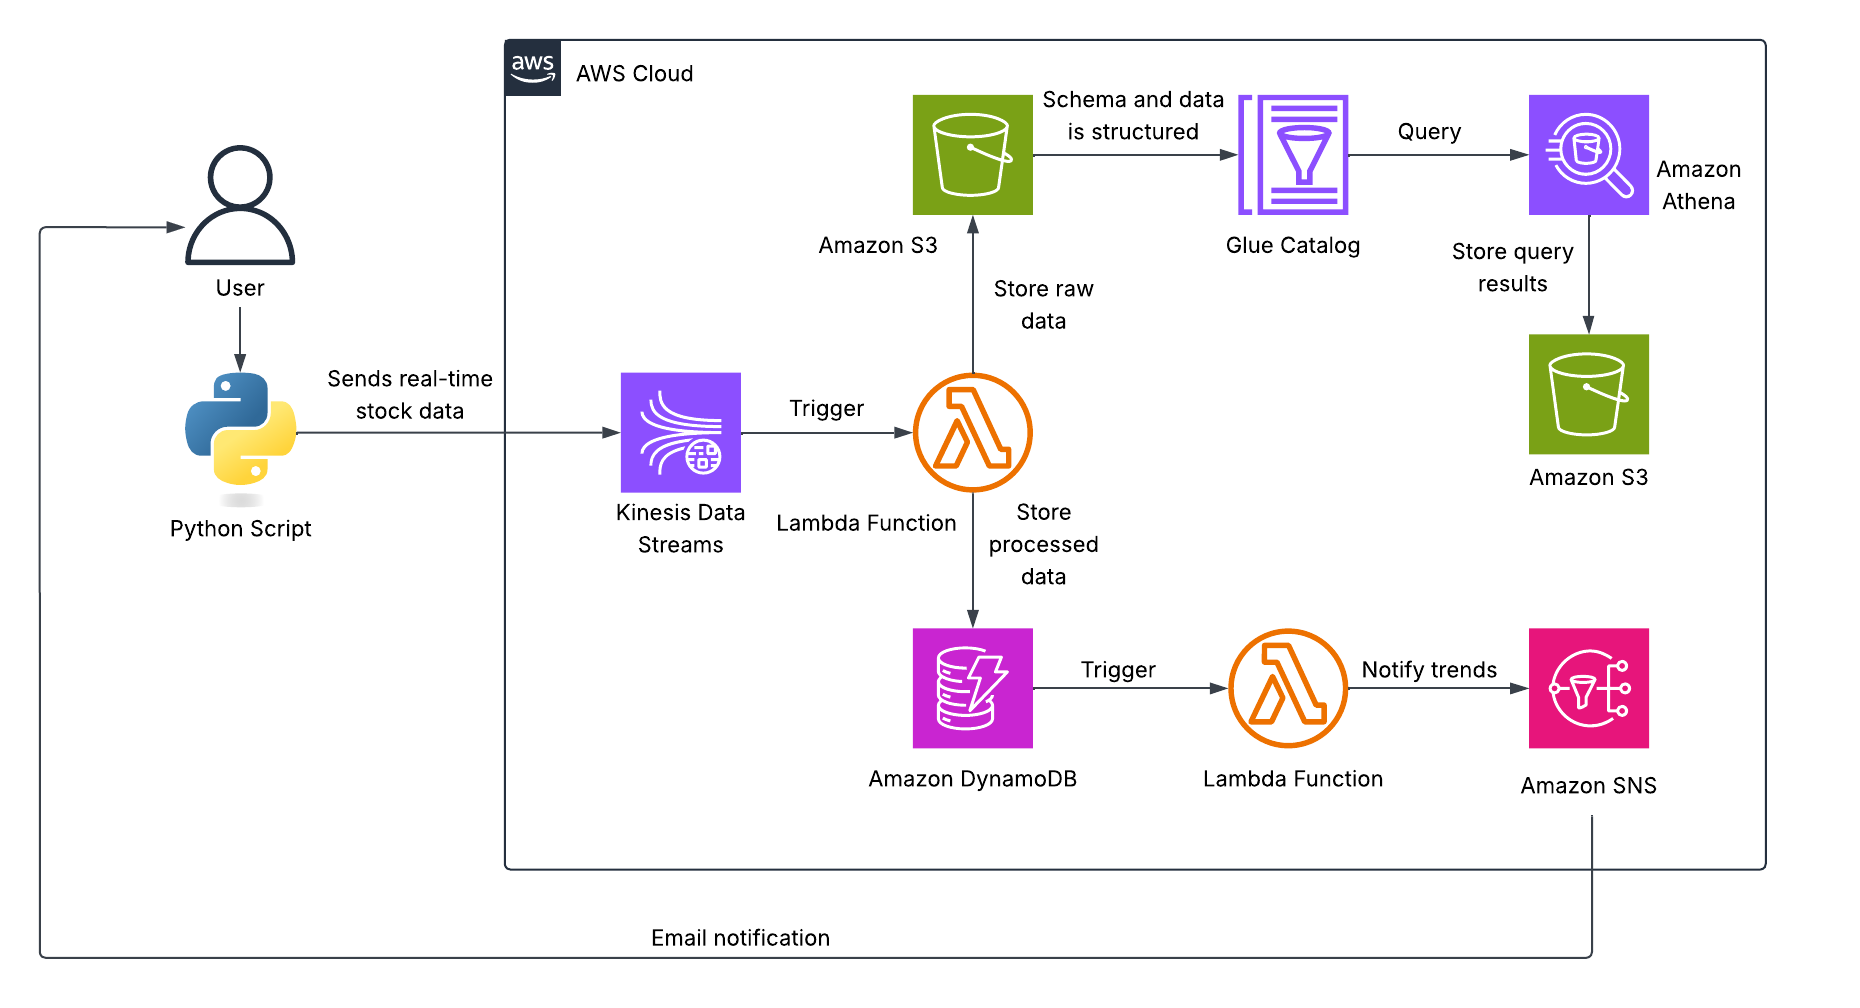 aws
AWS Cloud
Schema and data
is structured
Query
Amazon
Athena
Amazon S3
Glue Catalog
Store query
results
User
Store raw
data
Sends real-time
stock data
Trigger
Amazon S3
Kinesis Data
Streams
Lambda Function
Store
processed
data
Python Script
Trigger
Notify trends
Amazon DynamoDB
Lambda Function
Amazon SNS
Email notification